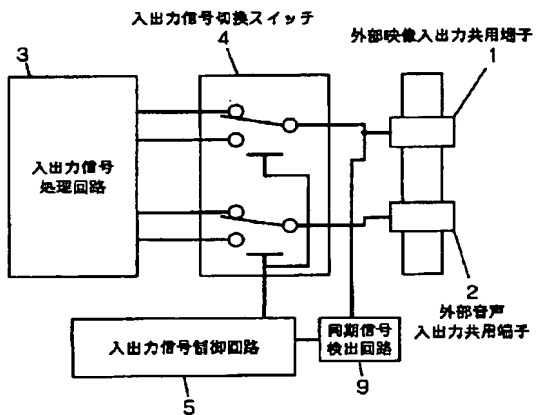 入出力信号切換スイッチ
4
外部映像入出力共用端子
1
3
入出力信号
処理回路
2
外部音声
入出力共用端子
入出力信号制御回路
5
同期信号
検出回路
9